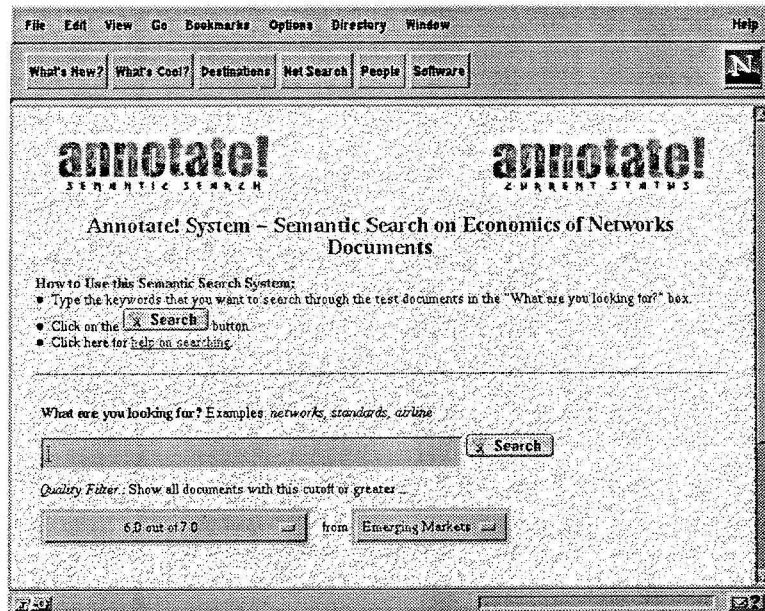 File Edit View Go Bookmarks Options Directory Window Help
What's New? What's Cool? Destinations Net Search People Software N
annotate! annotate!
SEMANTIC SEARCH CURRENT STATUS
Annotate! System – Semantic Search on Economics of Networks
Documents
How to Use this Semantic Search System:
• Type the keywords that you want to search through the test documents in the "What are you looking for?" box.
• Click on the Search button
• Click here for help on searching.
What are you looking for? Examples: networks, standards, airline
Search
Quality Filter: Show all documents with this cutoff or greater...
6.0 out of 7.0 from Emerging Markets
?